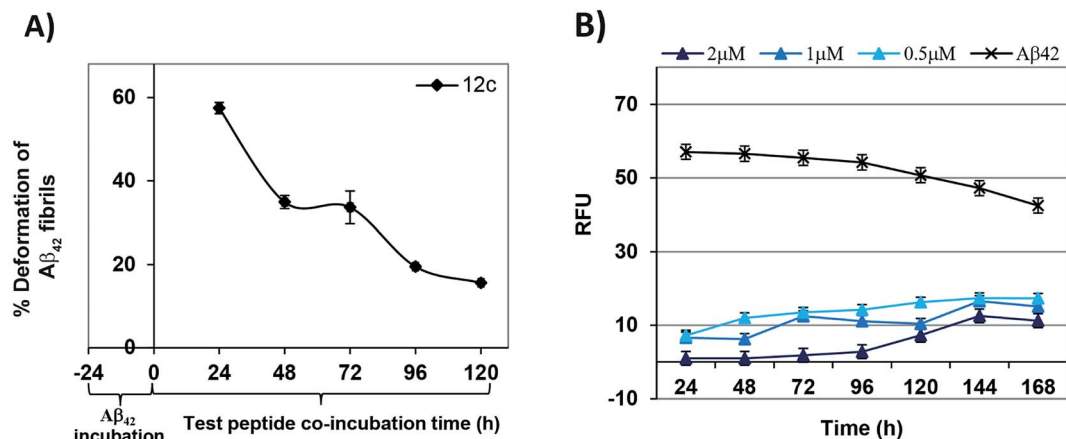 A)
% Deformation of
Aβ42 fibrils
12c
60
40
20
0
-24 0 24 48 72 96 120
Aβ42
incubation
Test peptide co-incubation time (h)
B)
2µM 1µM 0.5µM Aβ42
RFU
70
50
30
10
-10
24 48 72 96 120 144 168
Time (h)